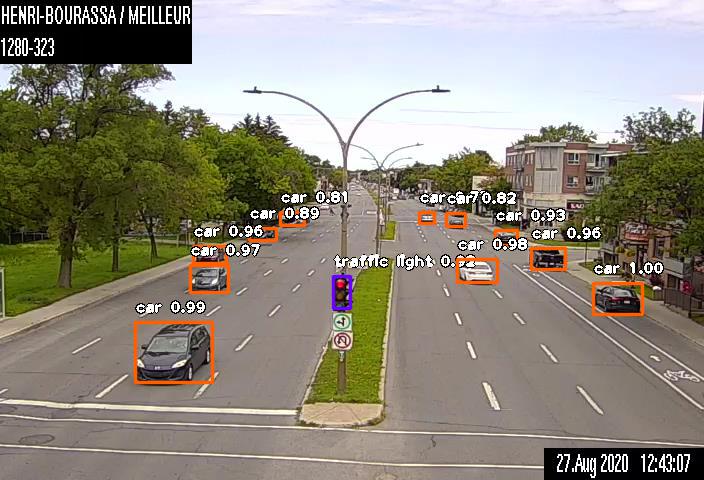 HENRI-BOURASSA / MEILLEUR
1280-323
car 0.81
car 0.89
car 0.82
car 0.96
car 0.93
car 0.96
car 0.97
car 0.98
traffic light 0.92
car 1.00
car 0.99
27.Aug 2020 12:43:07